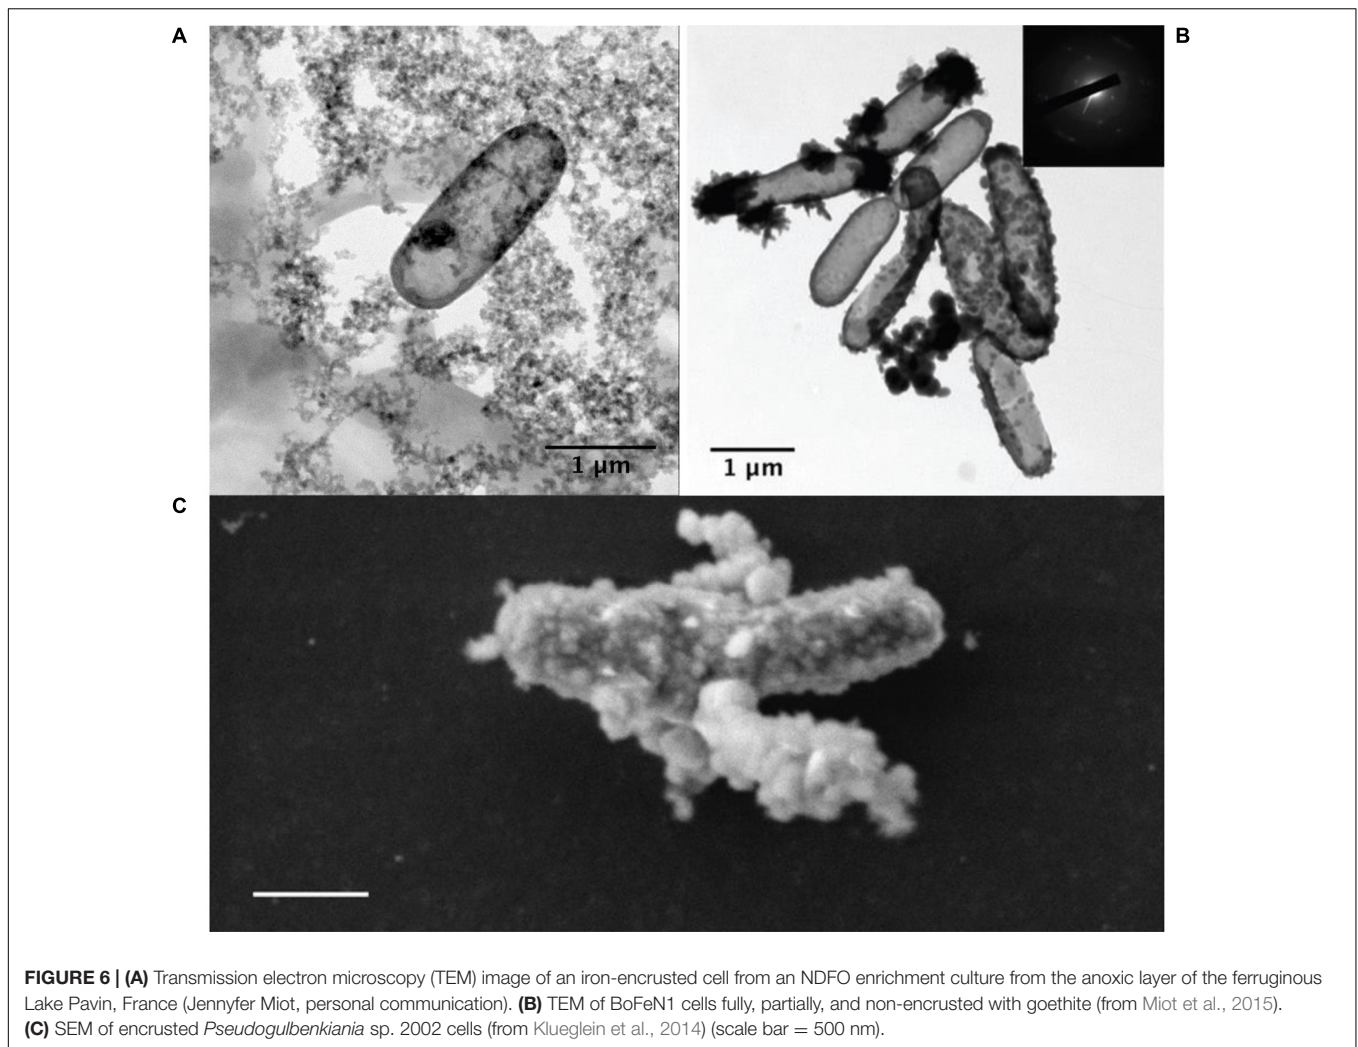 A
B
1 µm
1 µm
C
FIGURE 6 | (A) Transmission electron microscopy (TEM) image of an iron-encrusted cell from an NDFO enrichment culture from the anoxic layer of the ferruginous
Lake Pavin, France (Jennyfer Miot, personal communication). (B) TEM of BoFeN1 cells fully, partially, and non-encrusted with goethite (from Miot et al., 2015).
(C) SEM of encrusted Pseudogulbenkiania sp. 2002 cells (from Klueglein et al., 2014) (scale bar = 500 nm).